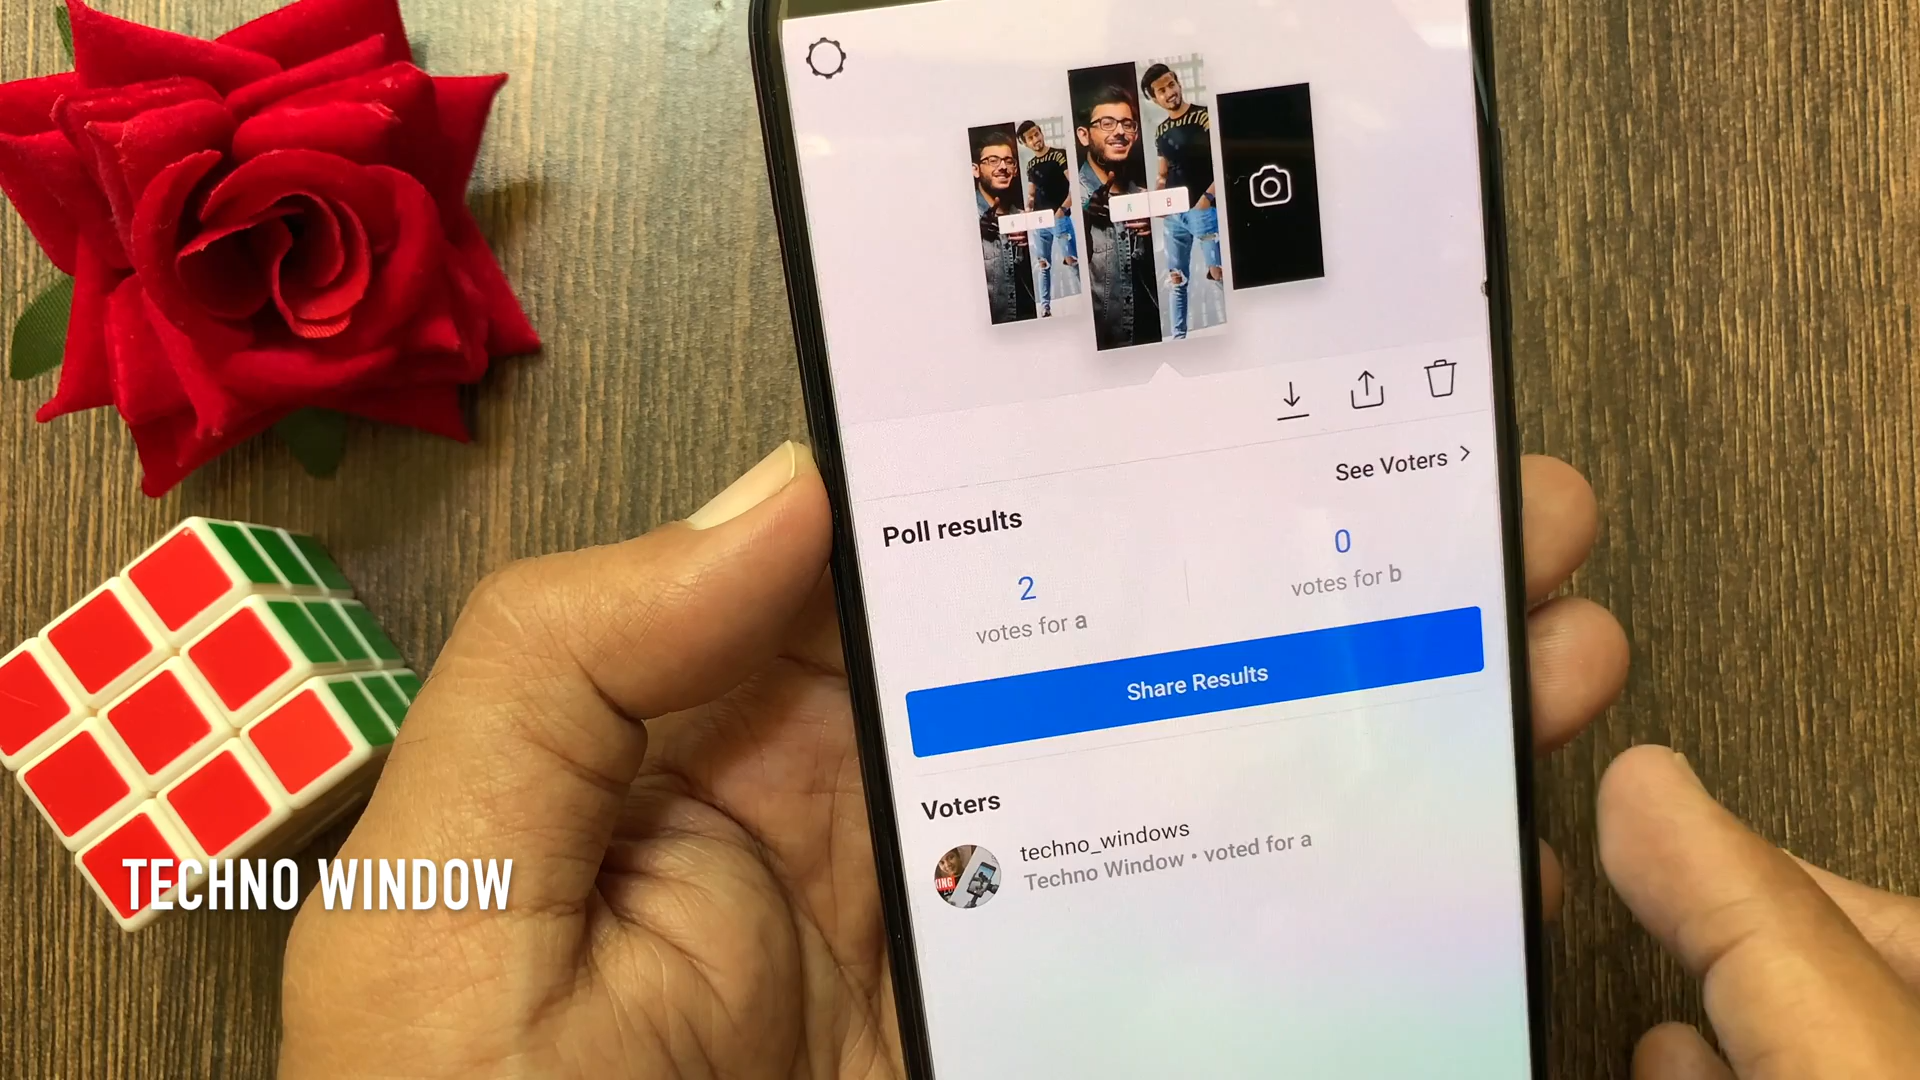 A B
See Voters >
Poll results
2
votes for a
0
votes for b
Share Results
Voters
techno_windows
Techno Window • voted for a
TECHNO WINDOW